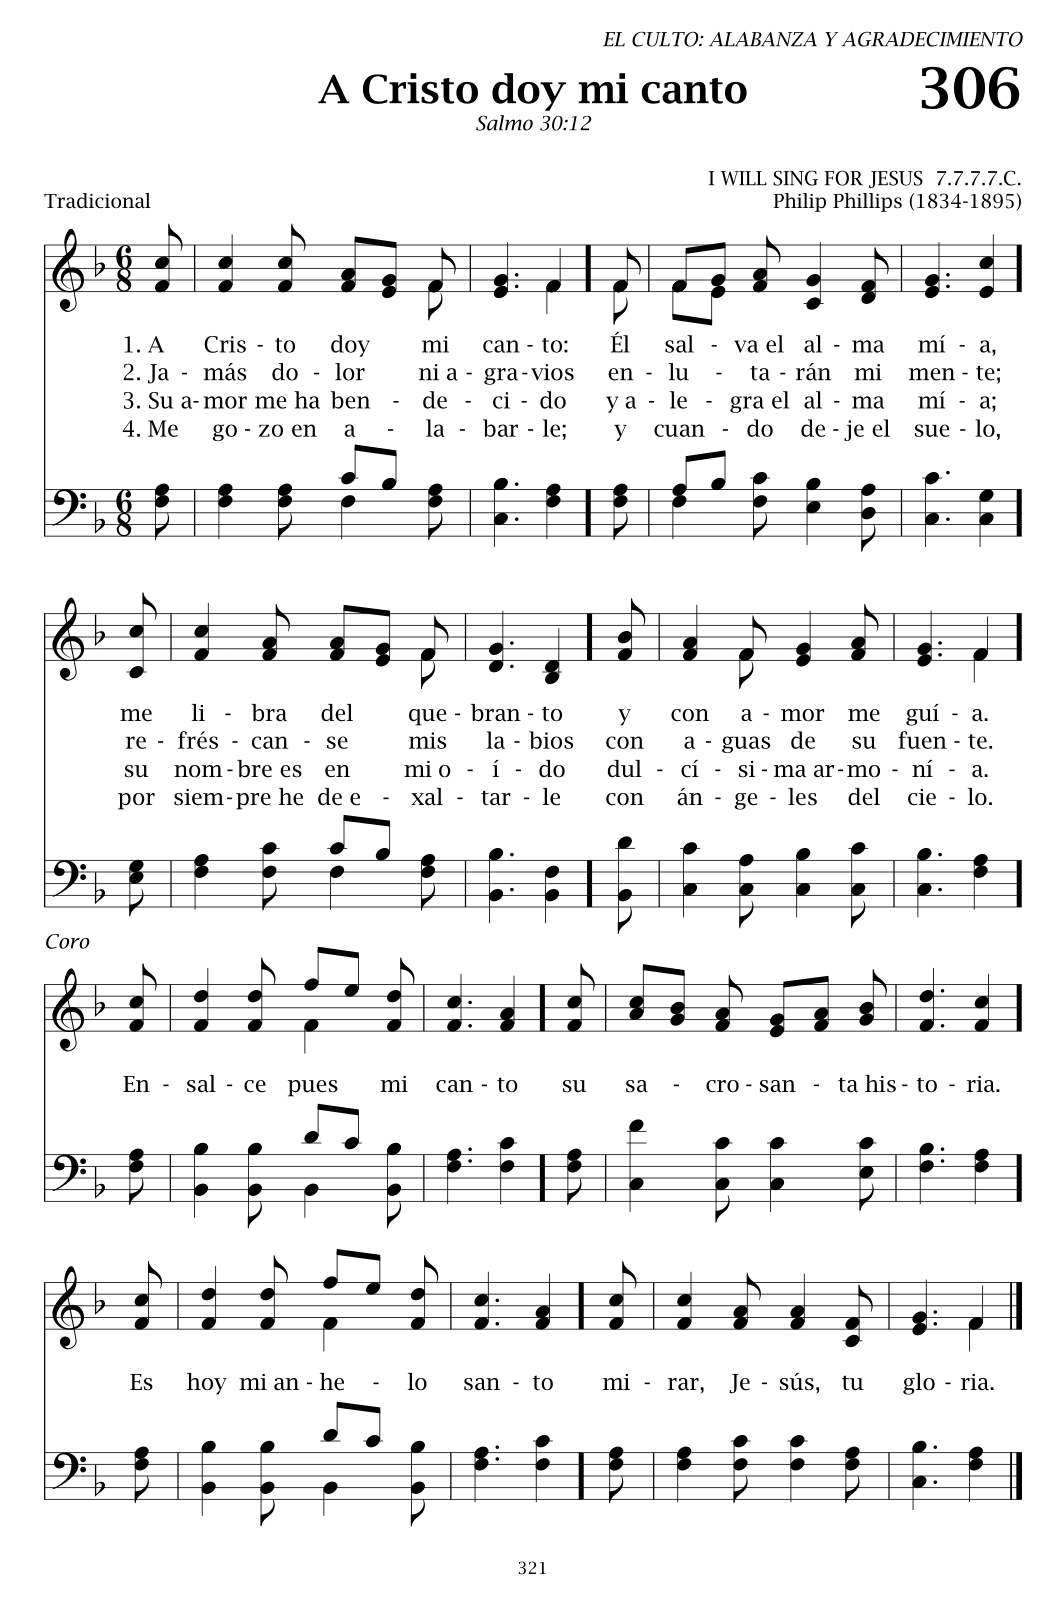 EL CULTO: ALABANZA Y AGRADECIMIENTO
A Cristo doy mi canto
306
Salmo 30:12
I WILL SING FOR JESUS 7.7.7.7.C.
Tradicional
Philip Phillips (1834-1895)
1. A Cris - to doy mi can - to: Él sal - va el al - ma mí - a,
2. Ja - más do - lor ni a - gra - vios en - lu - ta - rán mi men - te;
3. Su a - mor me ha ben - de - ci - do y a - le - gra el al - ma mí - a;
4. Me go - zo en a - la - bar - le; y cuan - do de - je el sue - lo,
me li - bra del que - bran - to y con a - mor me guí - a.
re - frés - can - se mis la - bios con a - guas de su fuen - te.
su nom - bre es en mi o - í - do dul - cí - si - ma ar - mo - ní - a.
por siem - pre he de e - xal - tar - le con án - ge - les del cie - lo.
Coro
En - sal - ce pues mi can - to su sa - cro - san - ta his - to - ria.
Es hoy mi an - he - lo san - to mi - rar, Je - sús, tu glo - ria.
321